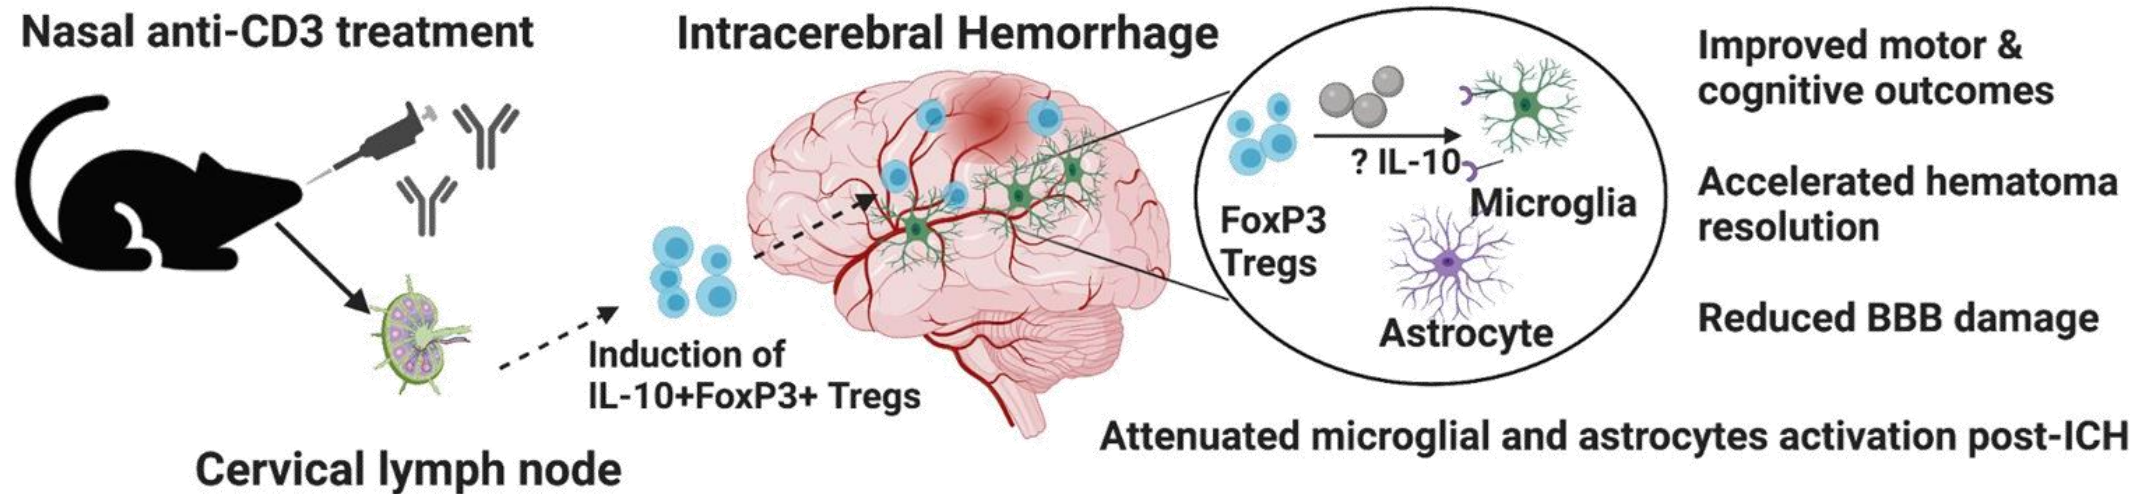 Nasal anti-CD3 treatment
Cervical lymph node
Induction of
IL-10+FoxP3+ Tregs
Intracerebral Hemorrhage
? IL-10
FoxP3
Tregs
Microglia
Astrocyte
Improved motor &
cognitive outcomes
Accelerated hematoma
resolution
Reduced BBB damage
Attenuated microglial and astrocytes activation post-ICH